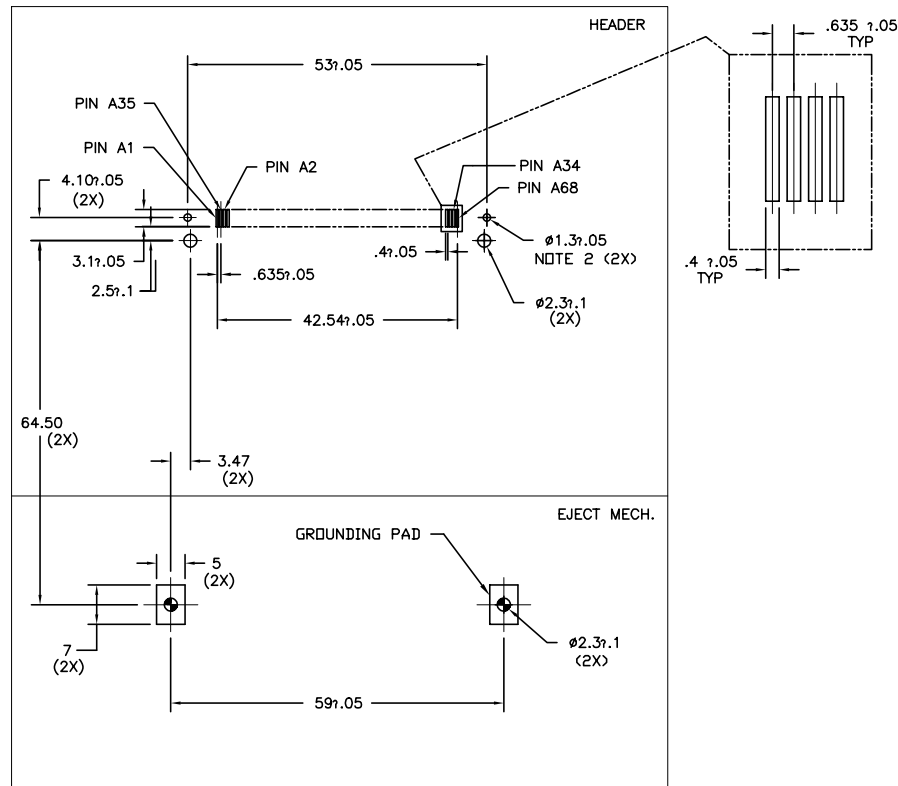 HEADER
.635 ?.05
TYP
53?.05
PIN A35
PIN A1
PIN A2
PIN A34
PIN A68
4.10?.05
(2X)
3.1?.05
2.5?.1
.635?.05
.4?.05
Ø1.3?.05
NOTE 2 (2X)
.4 ?.05
TYP
Ø2.3?.1
(2X)
42.54?.05
64.50
(2X)
3.47
(2X)
EJECT MECH.
GROUNDING PAD
5
(2X)
7
(2X)
Ø2.3?.1
(2X)
59?.05